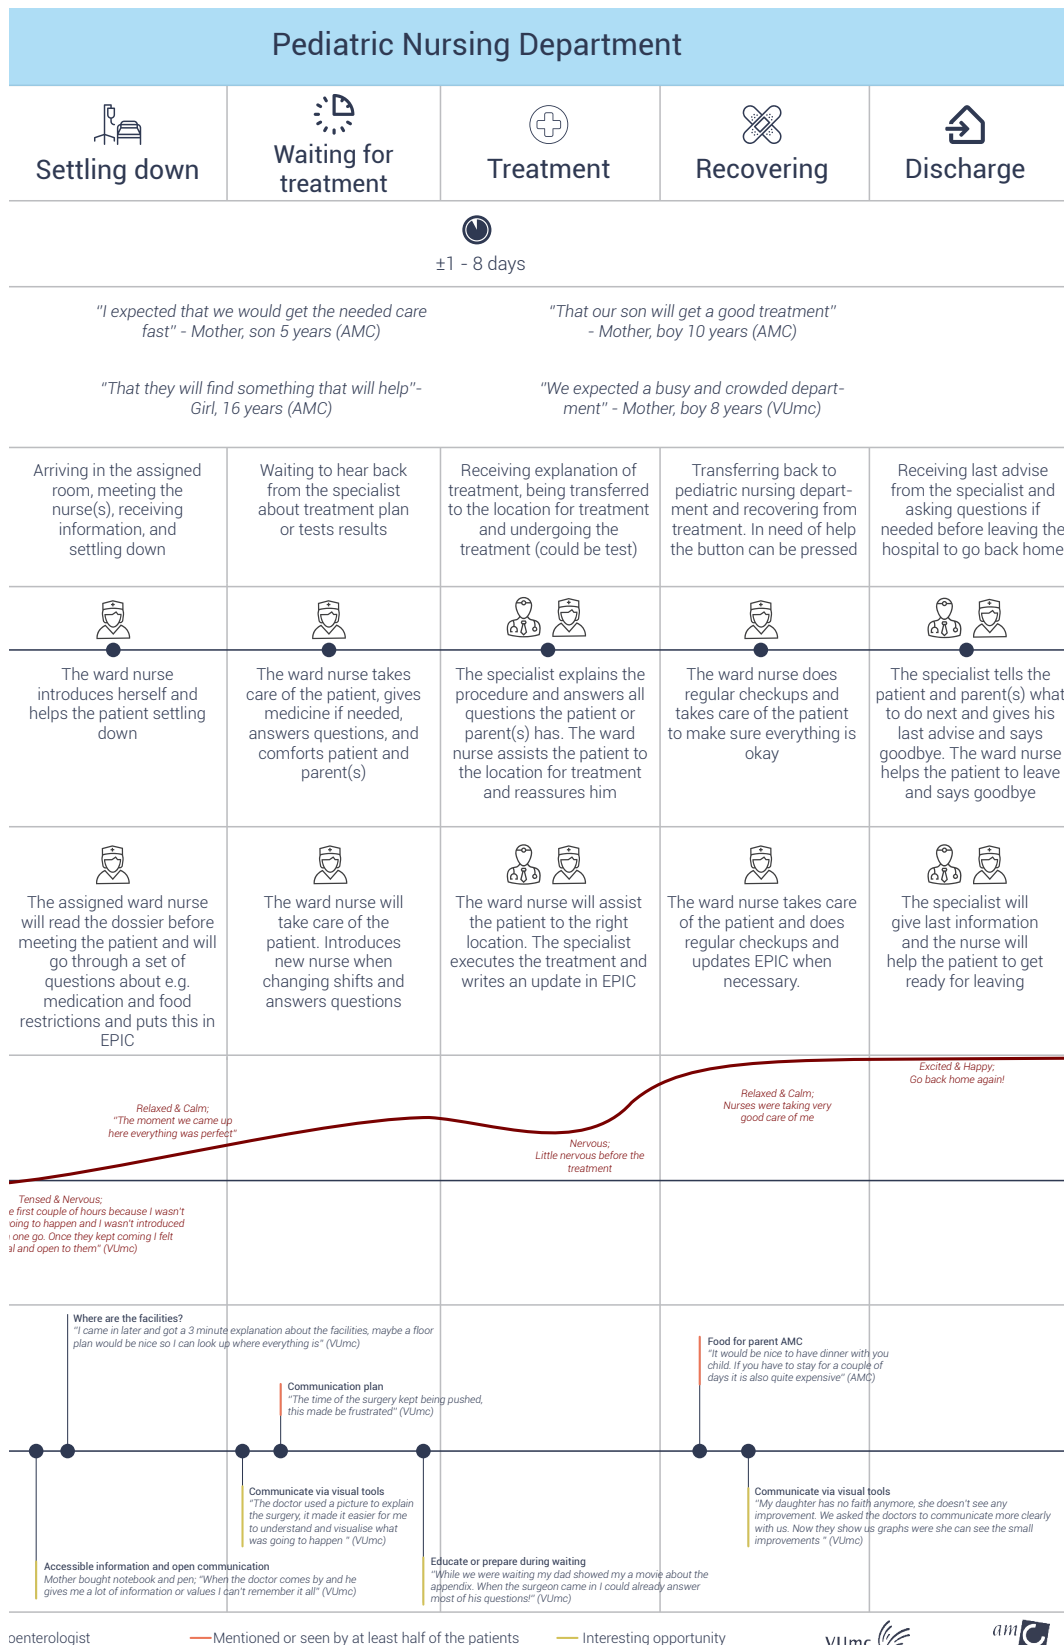 Pediatric Nursing Department
Settling down
Waiting for
treatment
Treatment
Recovering
Discharge
±1 - 8 days
"I expected that we would get the needed care
fast" - Mother, son 5 years (AMC)
"That our son will get a good treatment"
- Mother, boy 10 years (AMC)
"That they will find something that will help"-
Girl, 16 years (AMC)
"We expected a busy and crowded depart-
ment" - Mother, boy 8 years (VUmc)
Arriving in the assigned
room, meeting the
nurse(s), receiving
information, and
settling down
Waiting to hear back
from the specialist
about treatment plan
or tests results
Receiving explanation of
treatment, being transferred
to the location for treatment
and undergoing the
treatment (could be test)
Transferring back to
pediatric nursing depart-
ment and recovering from
treatment. In need of help
the button can be pressed
Receiving last advise
from the specialist and
asking questions if
needed before leaving the
hospital to go back home
The ward nurse
introduces herself and
helps the patient settling
down
The ward nurse takes
care of the patient, gives
medicine if needed,
answers questions, and
comforts patient and
parent(s)
The specialist explains the
procedure and answers all
questions the patient or
parent(s) has. The ward
nurse assists the patient to
the location for treatment
and reassures him
The ward nurse does
regular checkups and
takes care of the patient
to make sure everything is
okay
The specialist tells the
patient and parent(s) what
to do next and gives his
last advise and says
goodbye. The ward nurse
helps the patient to leave
and says goodbye
The assigned ward nurse
will read the dossier before
meeting the patient and will
go through a set of
questions about e.g.
medication and food
restrictions and puts this in
EPIC
The ward nurse will
take care of the
patient. Introduces
new nurse when
changing shifts and
answers questions
The ward nurse will assist
the patient to the right
location. The specialist
executes the treatment and
writes an update in EPIC
The ward nurse takes care
of the patient and does
regular checkups and
updates EPIC when
necessary.
The specialist will
give last information
and the nurse will
help the patient to get
ready for leaving
Relaxed & Calm;
"The moment we came up
here everything was perfect"
Nervous;
Little nervous before the
treatment
Relaxed & Calm;
Nurses were taking very
good care of me
Excited & Happy;
Go back home again!
Tensed & Nervous;
e first couple of hours because I wasn't
oing to happen and I wasn't introduced
one go. Once they kept coming I felt
al and open to them" (VUmc)
Where are the facilities?
"I came in later and got a 3 minute explanation about the facilities, maybe a floor
plan would be nice so I can look up where everything is" (VUmc)
Communication plan
"The time of the surgery kept being pushed,
this made be frustrated" (VUmc)
Food for parent AMC
"It would be nice to have dinner with you
child. If you have to stay for a couple of
days it is also quite expensive" (AMC)
Communicate via visual tools
"The doctor used a picture to explain
the surgery, it made it easier for me
to understand and visualise what
was going to happen " (VUmc)
Communicate via visual tools
"My daughter has no faith anymore, she doesn't see any
improvement. We asked the doctors to communicate more clearly
with us. Now they show us graphs were she can see the small
improvements " (VUmc)
Accessible information and open communication
Mother bought notebook and pen; "When the doctor comes by and he
gives me a lot of information or values I can't remember it all" (VUmc)
Educate or prepare during waiting
"While we were waiting my dad showed my a movie about the
appendix. When the surgeon came in I could already answer
most of his questions!" (VUmc)
oenterologist
Mentioned or seen by at least half of the patients
Interesting opportunity
VUmc
amC